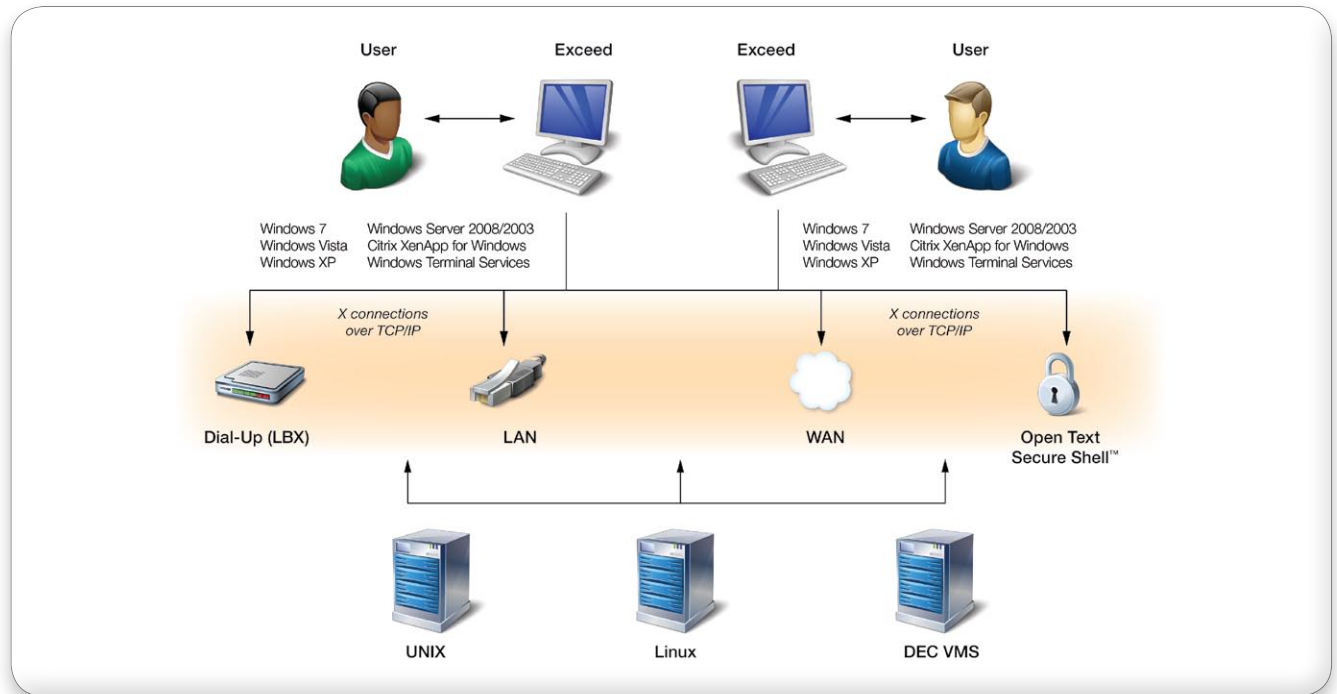 User
Exceed
Exceed
User
Windows 7
Windows Vista
Windows XP
Windows Server 2008/2003
Citrix XenApp for Windows
Windows Terminal Services
Windows 7
Windows Vista
Windows XP
Windows Server 2008/2003
Citrix XenApp for Windows
Windows Terminal Services
X connections
over TCP/IP
X connections
over TCP/IP
Dial-Up (LBX)
LAN
WAN
Open Text
Secure Shell™
UNIX
Linux
DEC VMS